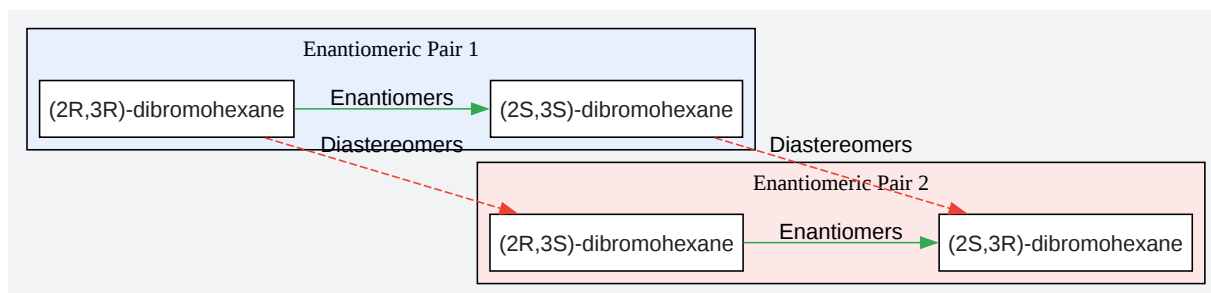 Enantiomeric Pair 1
(2R,3R)-dibromohexane
Enantiomers
(2S,3S)-dibromohexane
Diastereomers
Diastereomers
Enantiomeric Pair 2
(2R,3S)-dibromohexane
Enantiomers
(2S,3R)-dibromohexane